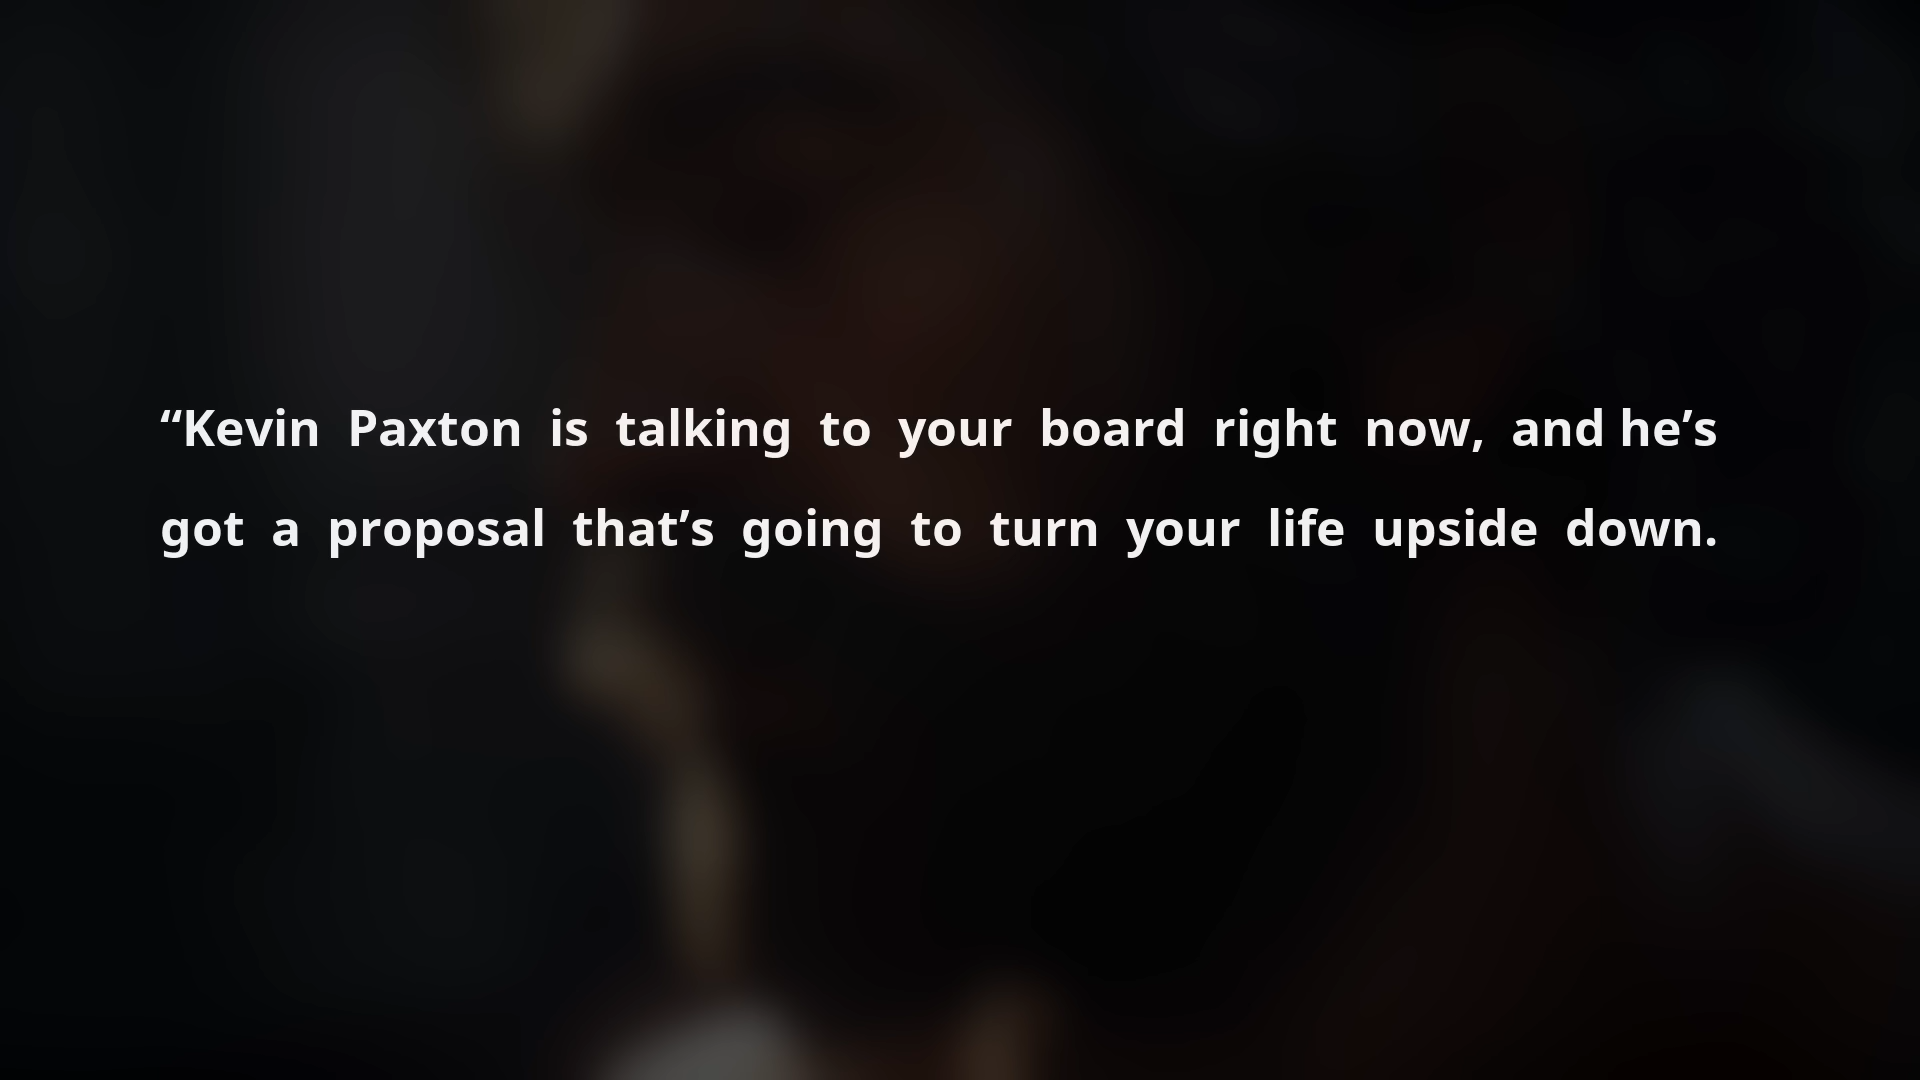 “Kevin Paxton is talking to your board right now, and he’s
got a proposal that’s going to turn your life upside down.